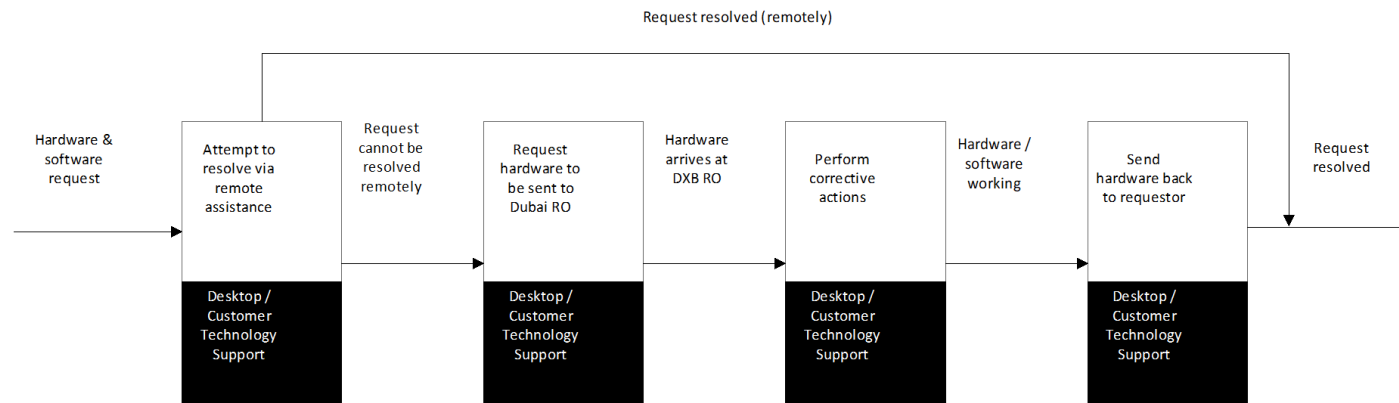 Request resolved (remotely)
Hardware &
software
request
Attempt to
resolve via
remote
assistance
Request
cannot be
resolved
remotely
Request
hardware to
be sent to
Dubai RO
Hardware
arrives at
DXB RO
Perform
corrective
actions
Hardware /
software
working
Send
hardware back
to requestor
Request
resolved
Desktop /
Customer
Technology
Support
Desktop /
Customer
Technology
Support
Desktop /
Customer
Technology
Support
Desktop /
Customer
Technology
Support